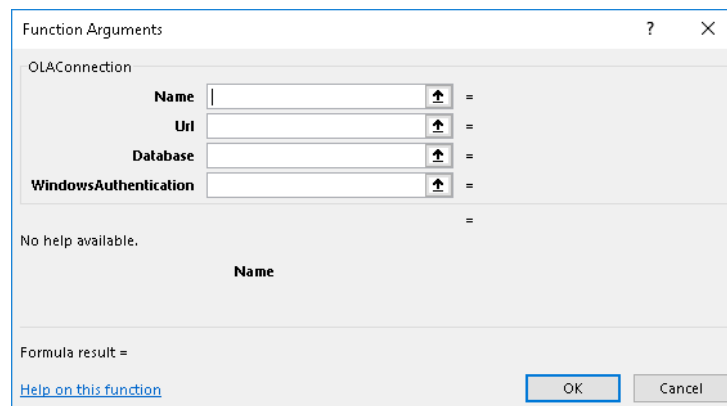 Function Arguments ?
OLAConnection
Name =
Url =
Database =
WindowsAuthentication =
=
No help available.
Name
Formula result =
Help on this function OK Cancel